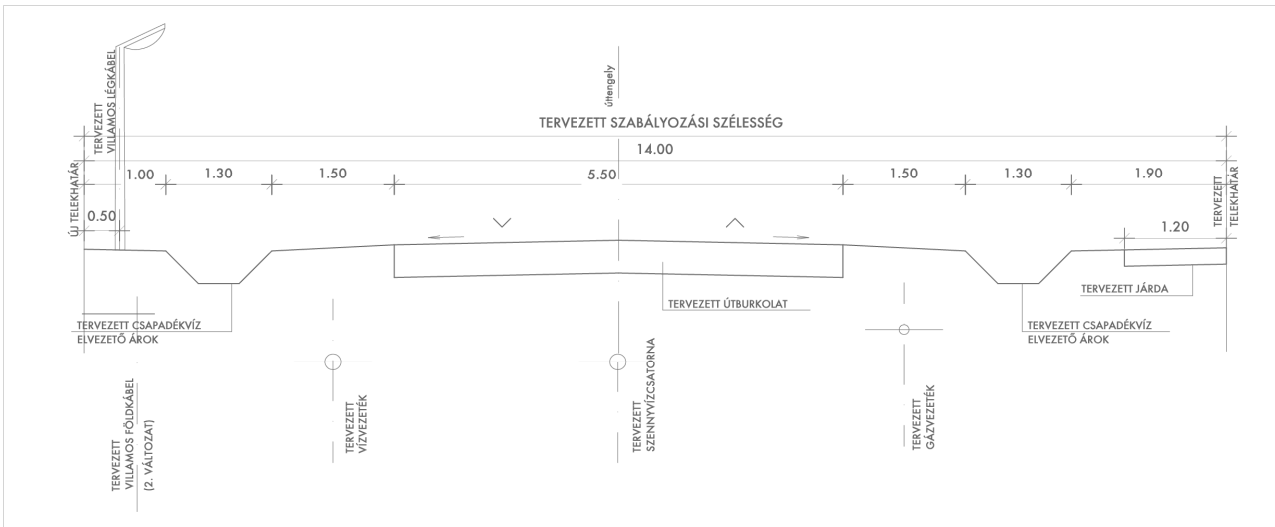 TERVEZETT
VILLAMOS LÉGKÁBEL
úttengely
TERVEZETT SZABÁLYOZÁSI SZÉLESSÉG
14.00
ÚJ TELEKHATÁR
1.00
1.30
1.50
5.50
1.50
1.30
1.90
TERVEZETT
TELEKHATÁR
0.50
1.20
TERVEZETT JÁRDA
TERVEZETT ÚTBURKOLAT
TERVEZETT CSAPADÉKVÍZ
ELVEZETŐ ÁROK
TERVEZETT CSAPADÉKVÍZ
ELVEZETŐ ÁROK
TERVEZETT
VILLAMOS FÖLDKÁBEL
(2. VÁLTOZAT)
TERVEZETT
VÍZVEZETÉK
TERVEZETT
SZENNYVÍZCSATORNA
TERVEZETT
GÁZVEZETÉK